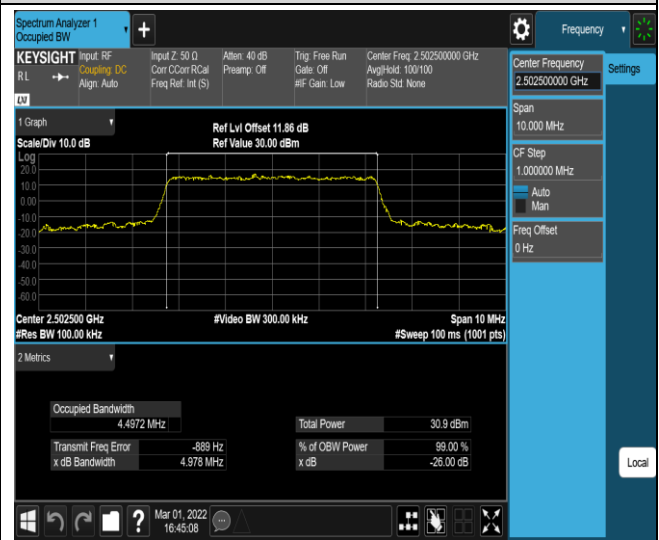 Spectrum Analyzer 1
Occupied BW
+
Frequency
KEYSIGHT Input: RF
R L Coupling: DC
Align: Auto
Input Z: 50 Ω
Corr CCorr RCal
Freq Ref: Int (S)
Atten: 40 dB
Preamp: Off
Trig: Free Run
Gate: Off
#IF Gain: Low
Center Freq: 2.502500000 GHz
Avg|Hold: 100/100
Radio Std: None
LXI
Center Frequency
2.502500000 GHz
Settings
Span
10.000 MHz
CF Step
1.000000 MHz
Auto
Man
Freq Offset
0 Hz
1 Graph
Scale/Div 10.0 dB
Ref Lvl Offset 11.86 dB
Ref Value 30.00 dBm
Log
20.0
10.0
0.00
-10.0
-20.0
-30.0
-40.0
-50.0
-60.0
Center 2.502500 GHz
#Res BW 100.00 kHz
#Video BW 300.00 kHz
Span 10 MHz
#Sweep 100 ms (1001 pts)
2 Metrics
Occupied Bandwidth
4.4972 MHz
Total Power 30.9 dBm
Transmit Freq Error -889 Hz
% of OBW Power 99.00 %
x dB Bandwidth 4.978 MHz
x dB -26.00 dB
Local
?
Mar 01, 2022
16:45:08